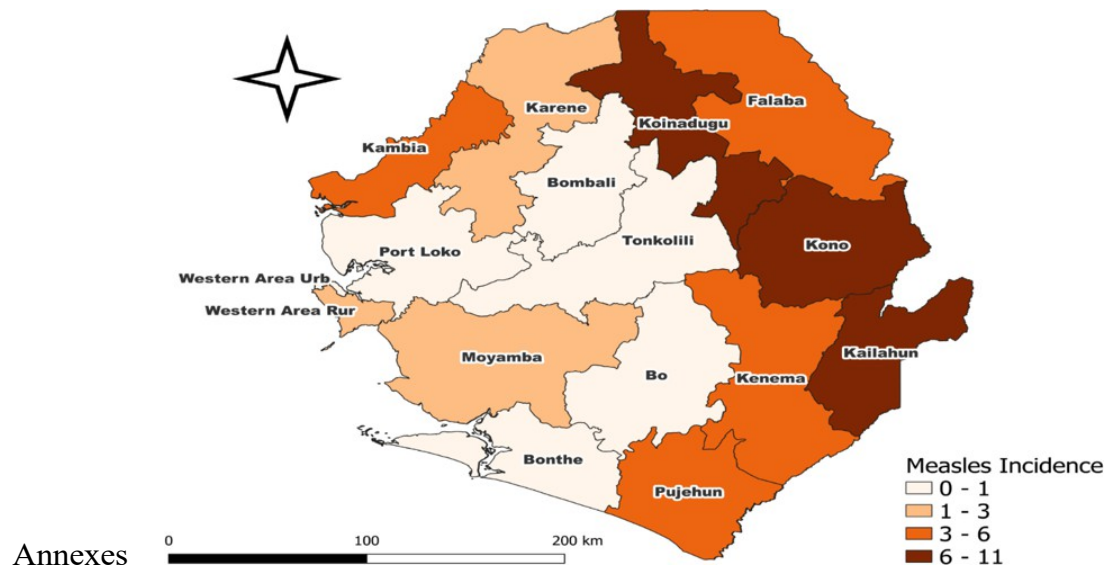 Karene
Falaba
Koinadugu
Kambia
Bombali
Tonkolili
Kono
Port Loko
Western Area Urb
Western Area Rur
Moyamba
Kailahun
Bo
Kenema
Bonthe
Pujehun
Measles Incidence
0 - 1
1 - 3
3 - 6
6 - 11
Annexes
0 100 200 km